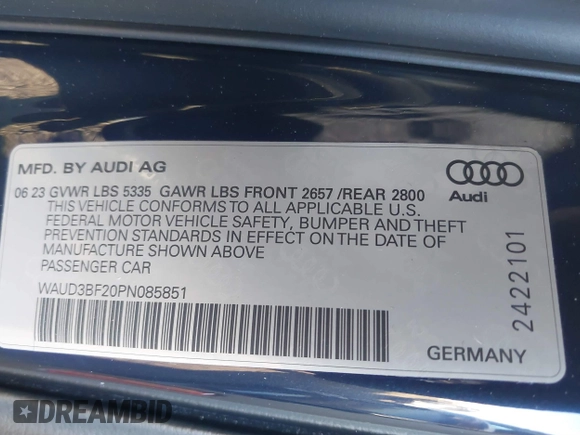 MFD. BY AUDI AG
06 23 GVWR LBS 5335 GAWR LBS FRONT 2657 /REAR 2800
THIS VEHICLE CONFORMS TO ALL APPLICABLE U.S.
FEDERAL MOTOR VEHICLE SAFETY, BUMPER AND THEFT
PREVENTION STANDARDS IN EFFECT ON THE DATE OF
MANUFACTURE SHOWN ABOVE
PASSENGER CAR
WAUD3BF20PN085851
Audi
2422101
GERMANY
DREAMBID